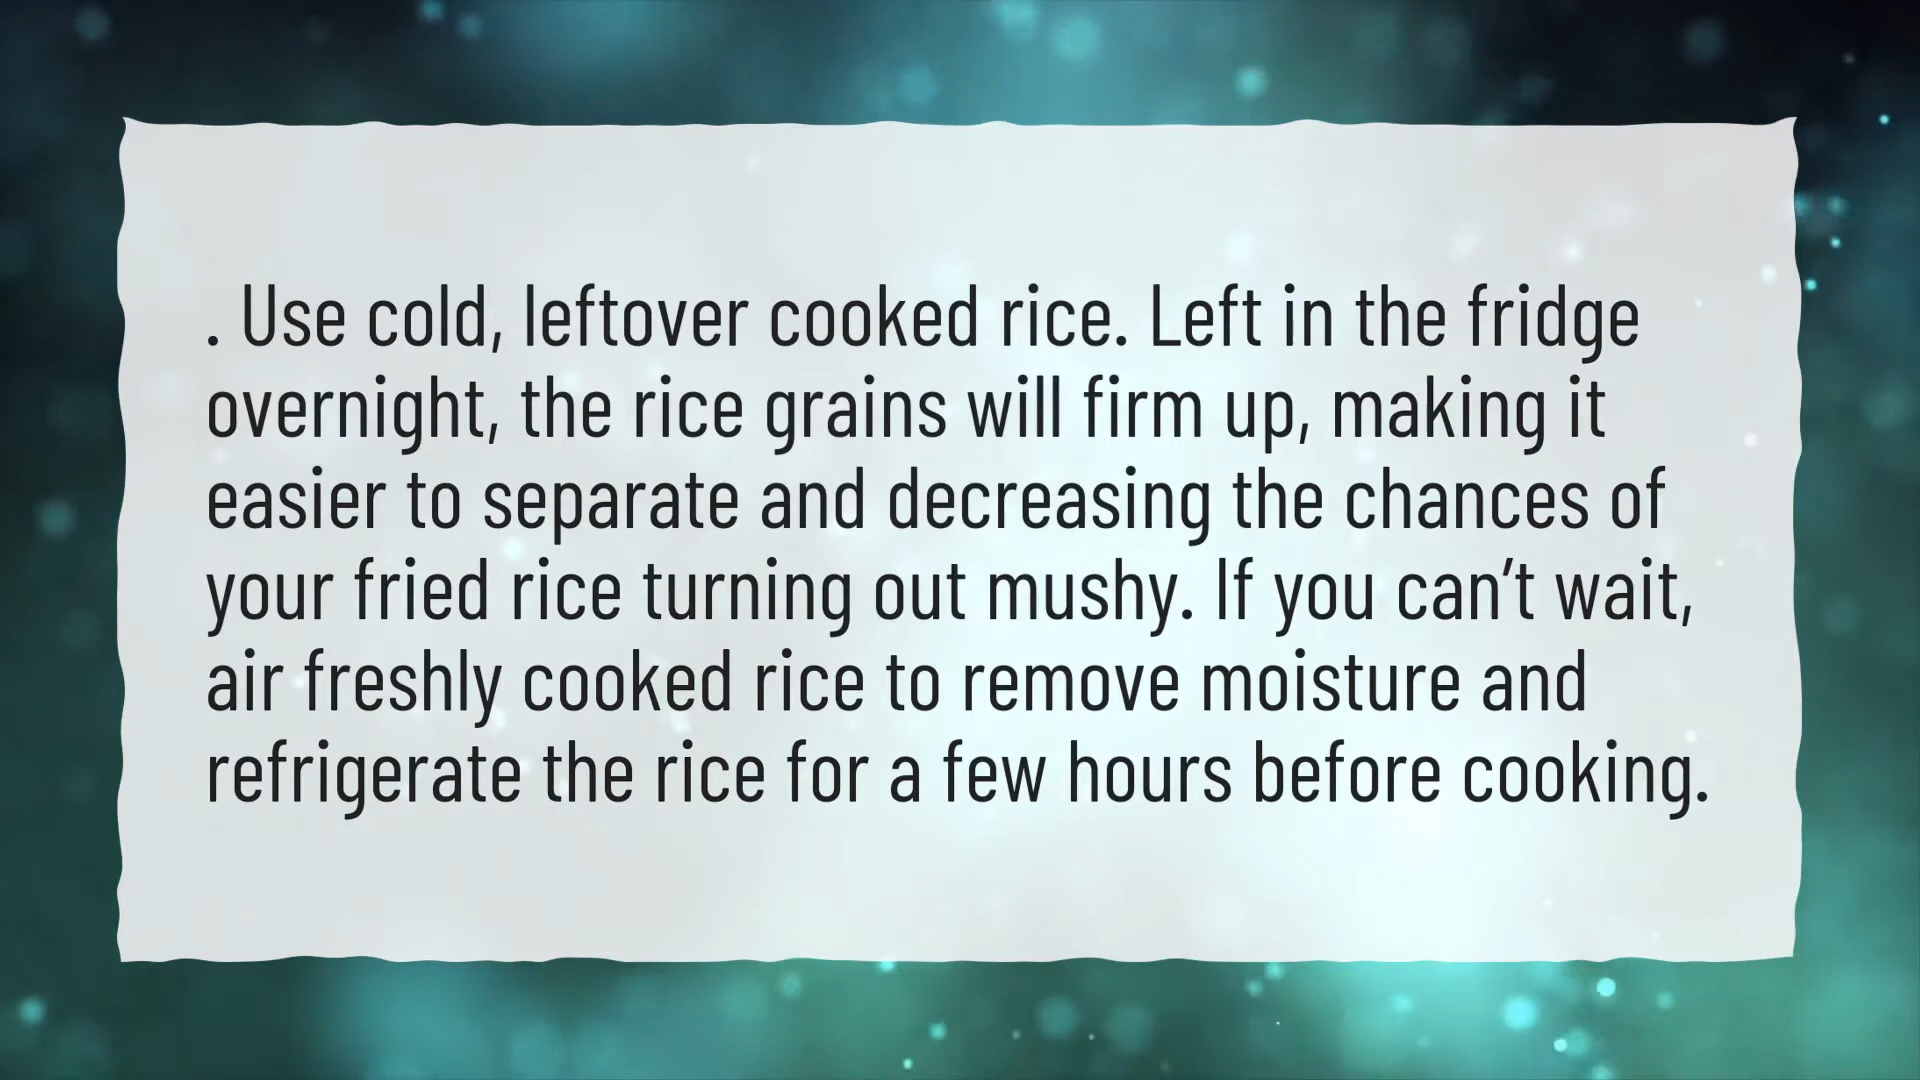 . Use cold, leftover cooked rice. Left in the fridge
overnight, the rice grains will firm up, making it
easier to separate and decreasing the chances of
your fried rice turning out mushy. If you can’t wait,
air freshly cooked rice to remove moisture and
refrigerate the rice for a few hours before cooking.